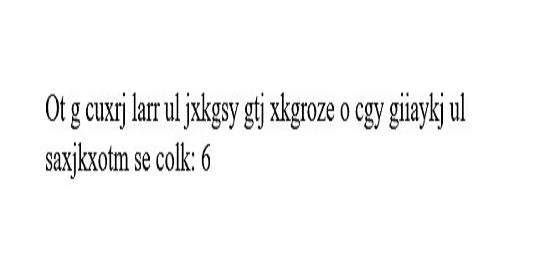 Ot g cuxrj larr ul jxkgsy gtj xkgroze o cgy giiaykj ul
saxjkxotm se colk: 6